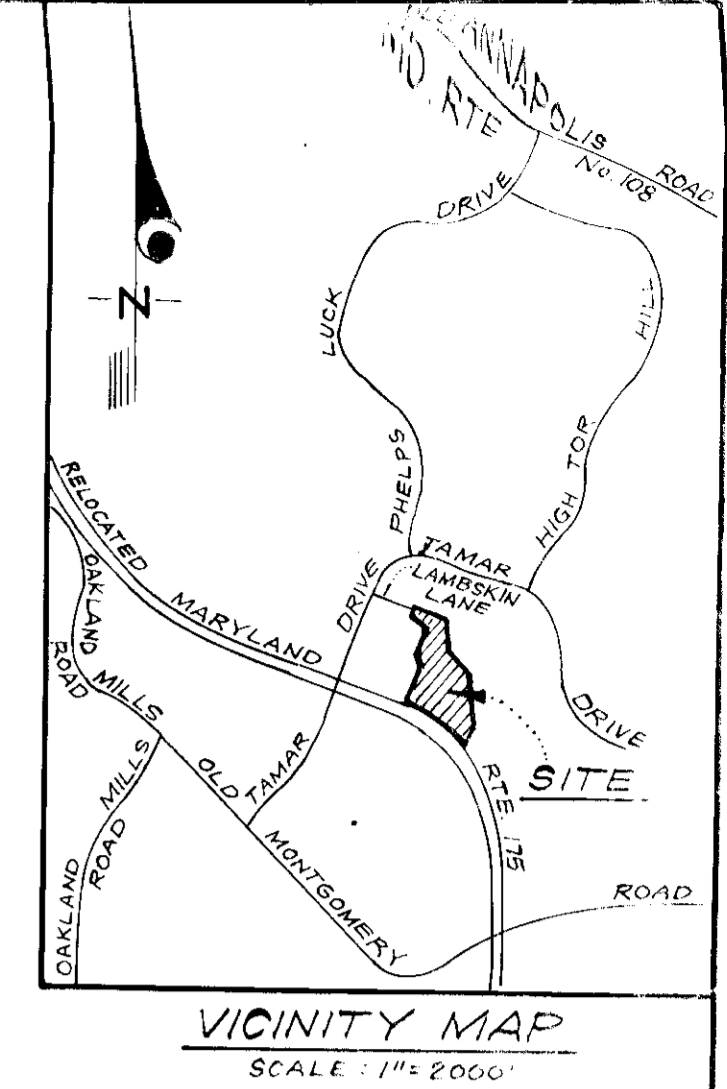 ANNAPOLIS ROAD
MD. RTE No. 108
LUCK
DRIVE
HILL
N
PHELPS
HIGH TOR
RELOCATED MARYLAND
RTE. 175
TAMAR
DRIVE
LAMBSKIN
LANE
DRIVE
OAKLAND
ROAD
MILLS
OLD
TAMAR
DRIVE
SITE
MILLS
ROAD
OAKLAND
MONTGOMERY
ROAD
VICINITY MAP
SCALE : 1"= 2000'